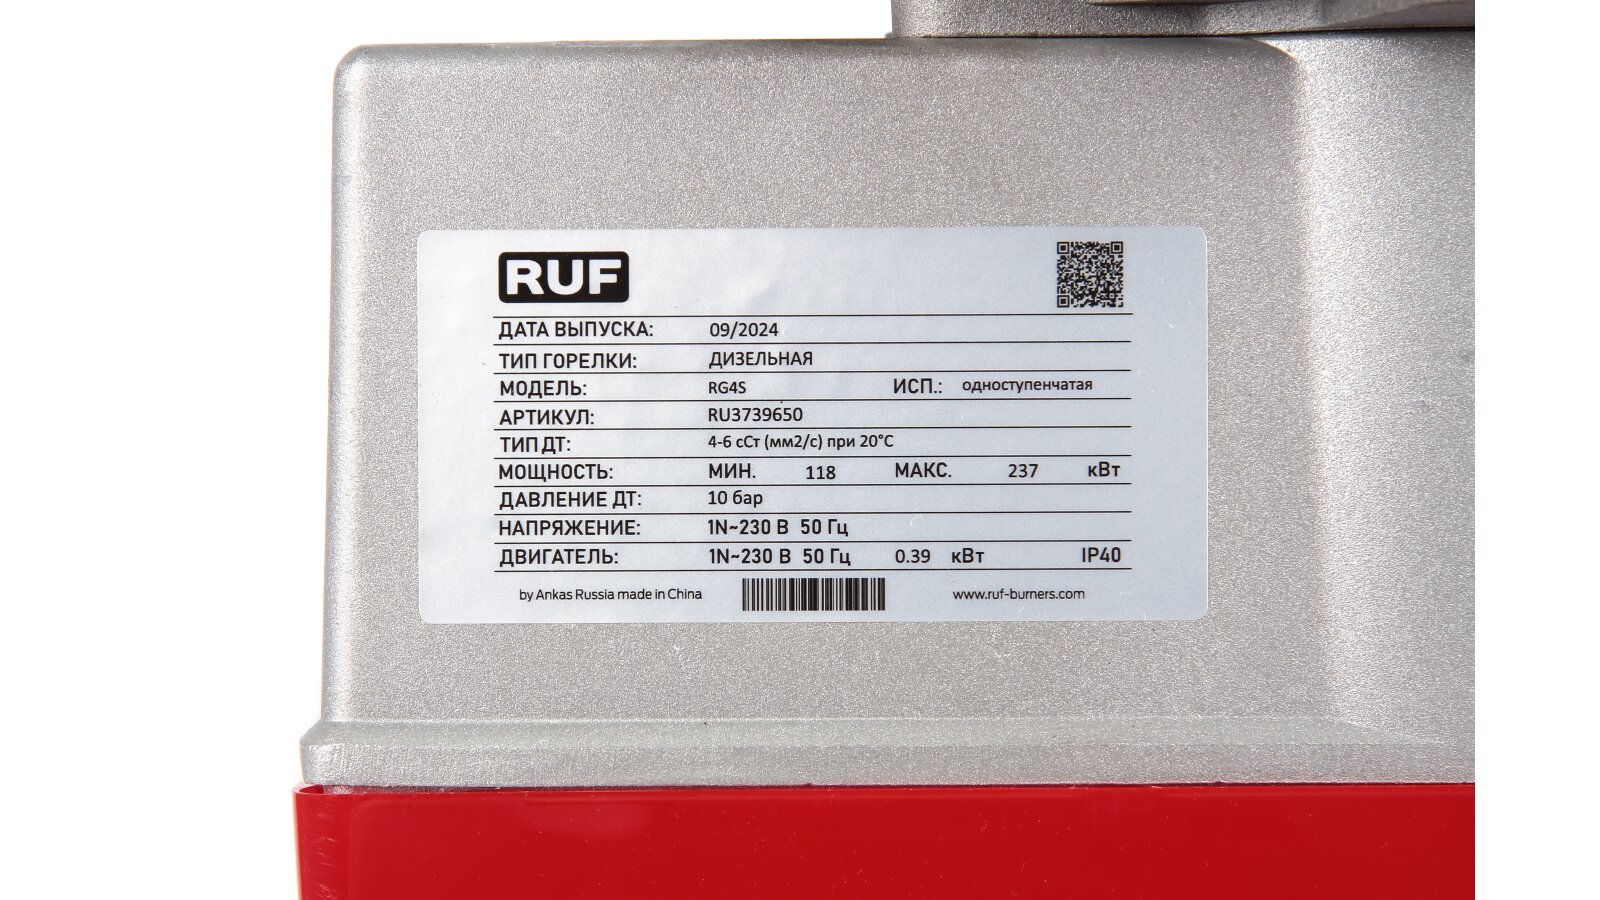 RUF
ДАТА ВЫПУСКА: 09/2024
ТИП ГОРЕЛКИ: ДИЗЕЛЬНАЯ
МОДЕЛЬ: RG4S ИСП.: одноступенчатая
АРТИКУЛ: RU3739650
ТИП ДТ: 4-6 сСт (мм2/с) при 20°С
МОЩНОСТЬ: МИН. 118 МАКС. 237 кВт
ДАВЛЕНИЕ ДТ: 10 бар
НАПРЯЖЕНИЕ: 1N~230 В 50 Гц
ДВИГАТЕЛЬ: 1N~230 В 50 Гц 0.39 кВт IP40
by Ankas Russia made in China www.ruf-burners.com